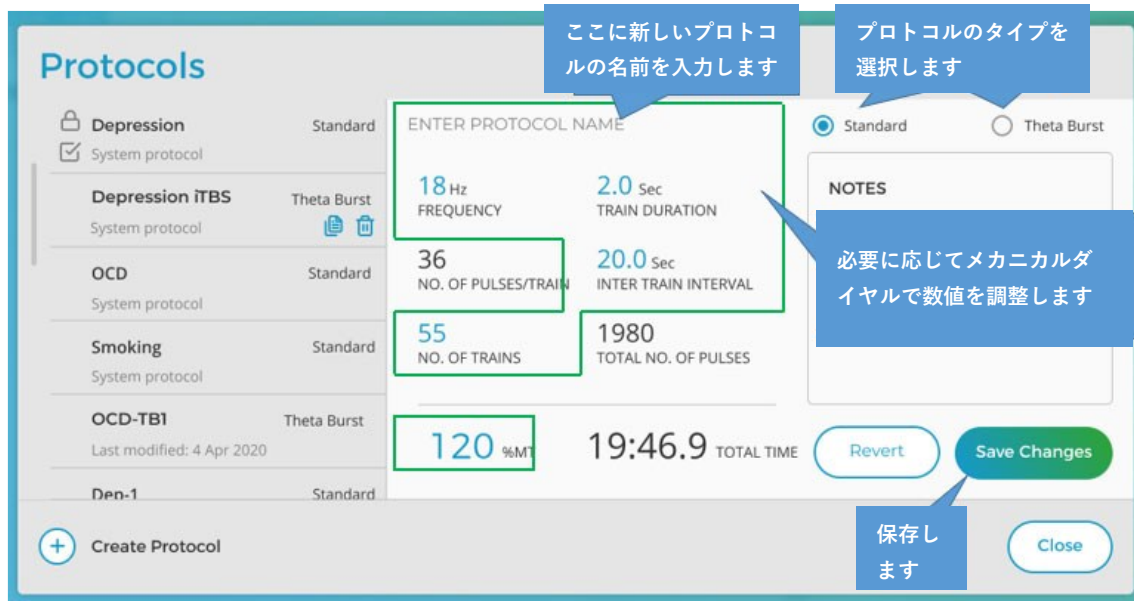 Protocols
ここに新しいプロトコ
ルの名前を入力します
プロトコルのタイプを
選択します
Depression Standard
System protocol
Depression iTBS Theta Burst
System protocol
OCD Standard
System protocol
Smoking Standard
System protocol
OCD-TB1 Theta Burst
Last modified: 4 Apr 2020
Dep-1 Standard
Create Protocol
ENTER PROTOCOL NAME
18 Hz
FREQUENCY
2.0 Sec
TRAIN DURATION
36
NO. OF PULSES/TRAIN
20.0 Sec
INTER TRAIN INTERVAL
55
NO. OF TRAINS
1980
TOTAL NO. OF PULSES
120 %MT
19:46.9 TOTAL TIME
Standard
Theta Burst
NOTES
必要に応じてメカニカルダ
イヤルで数値を調整します
Revert
Save Changes
保存し
ます
Close